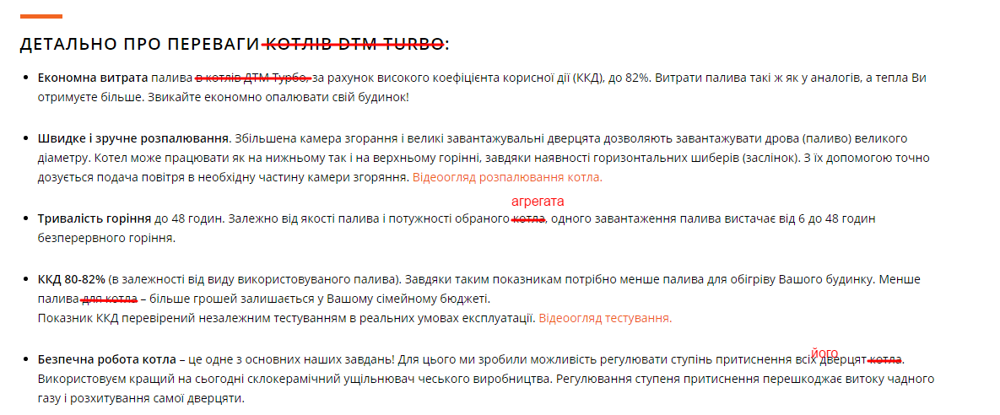 ДЕТАЛЬНО ПРО ПЕРЕВАГИ КОТЛІВ DTM TURBO:
Економна витрата палива в котлів ДТМ Турбо, за рахунок високого коефіцієнта корисної дії (ККД), до 82%. Витрати палива такі ж як у аналогів, а тепла Ви
отримуєте більше. Звикайте економно опалювати свій будинок!
Швидке і зручне розпалювання. Збільшена камера згорання і великі завантажувальні дверцята дозволяють завантажувати дрова (паливо) великого
діаметру. Котел може працювати як на нижньому так і на верхньому горінні, завдяки наявності горизонтальних шиберів (заслінок). З їх допомогою точно
дозується подача повітря в необхідну частину камери згоряння. Відеоогляд розпалювання котла.
агрегата
Тривалість горіння до 48 годин. Залежно від якості палива і потужності обраного котла, одного завантаження палива вистачає від 6 до 48 годин
безперервного горіння.
ККД 80-82% (в залежності від виду використовуваного палива). Завдяки таким показникам потрібно менше палива для обігріву Вашого будинку. Менше
палива для котла – більше грошей залишається у Вашому сімейному бюджеті.
Показник ККД перевірений незалежним тестуванням в реальних умовах експлуатації. Відеоогляд тестування.
його
Безпечна робота котла – це одне з основних наших завдань! Для цього ми зробили можливість регулювати ступінь притиснення всіх дверцят котла.
Використовуєм кращий на сьогодні склокерамічний ущільнювач чеського виробництва. Регулювання ступеня притиснення перешкоджає витоку чадного
газу і розхитування самої дверцяти.